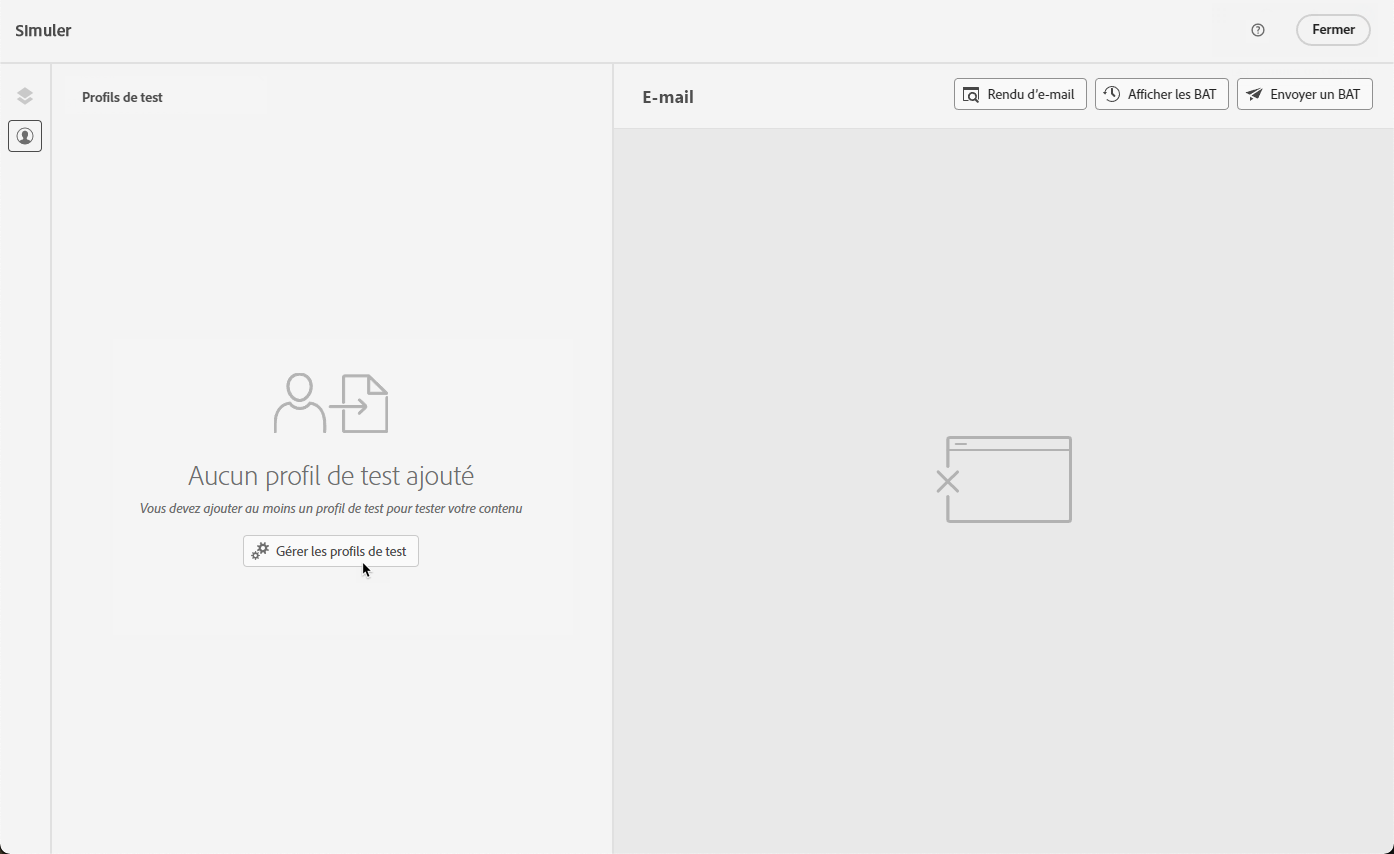 Simuler
Fermer
Profils de test
E-mail
Rendu d'e-mail
Afficher les BAT
Envoyer un BAT
Aucun profil de test ajouté
Vous devez ajouter au moins un profil de test pour tester votre contenu
Gérer les profils de test